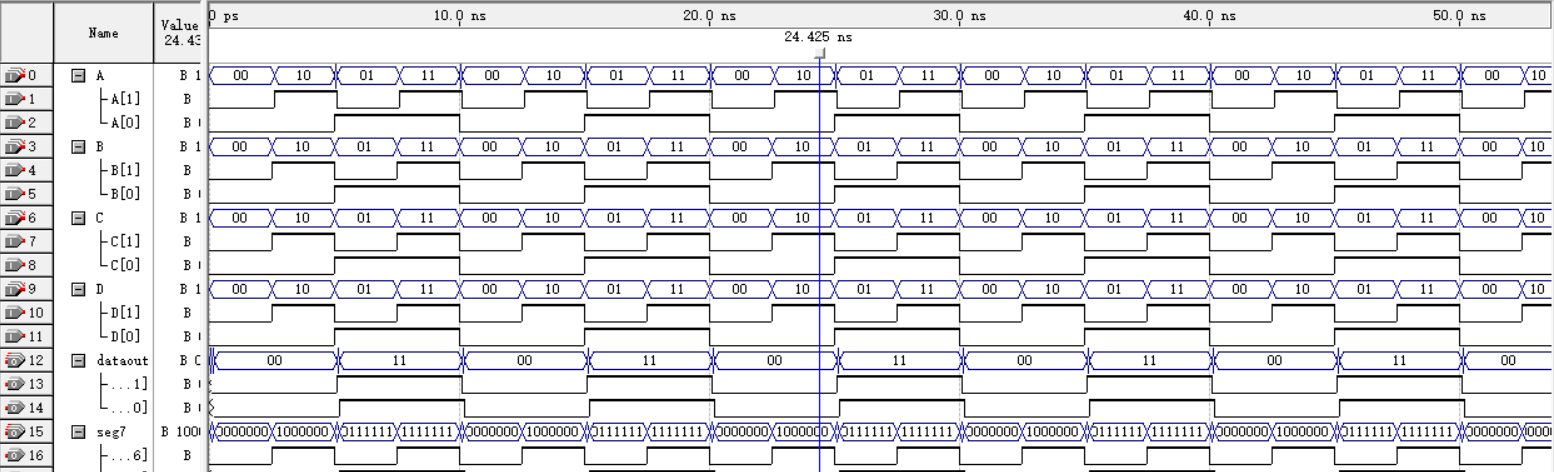 0 ps 10.0 ns 20.0 ns 30.0 ns 40.0 ns 50.0 ns
Name Value 24.43
24.425 ns
0 A B 1 00 10 01 11 00 10 01 11 00 10 01 11 00 10 01 11 00 10 01 11 00 10
1 A[1] B
2 A[0] B
3 B B 1 00 10 01 11 00 10 01 11 00 10 01 11 00 10 01 11 00 10 01 11 00 10
4 B[1] B
5 B[0] B
6 C B 1 00 10 01 11 00 10 01 11 00 10 01 11 00 10 01 11 00 10 01 11 00 10
7 C[1] B
8 C[0] B
9 D B 1 00 10 01 11 00 10 01 11 00 10 01 11 00 10 01 11 00 10 01 11 00 10
10 D[1] B
11 D[0] B
12 dataout B 00 11 00 11 00 11 00 11 00 11 00
13 ...1] B
14 ...0] B
15 seg7 B 100 0000000 1000000 0111111 1111111 0000000 1000000 0111111 1111111 0000000 1000000 0111111 1111111 0000000 1000000 0111111 1111111 0000000 1000000 0111111 1111111 0000000
16 ...6] B